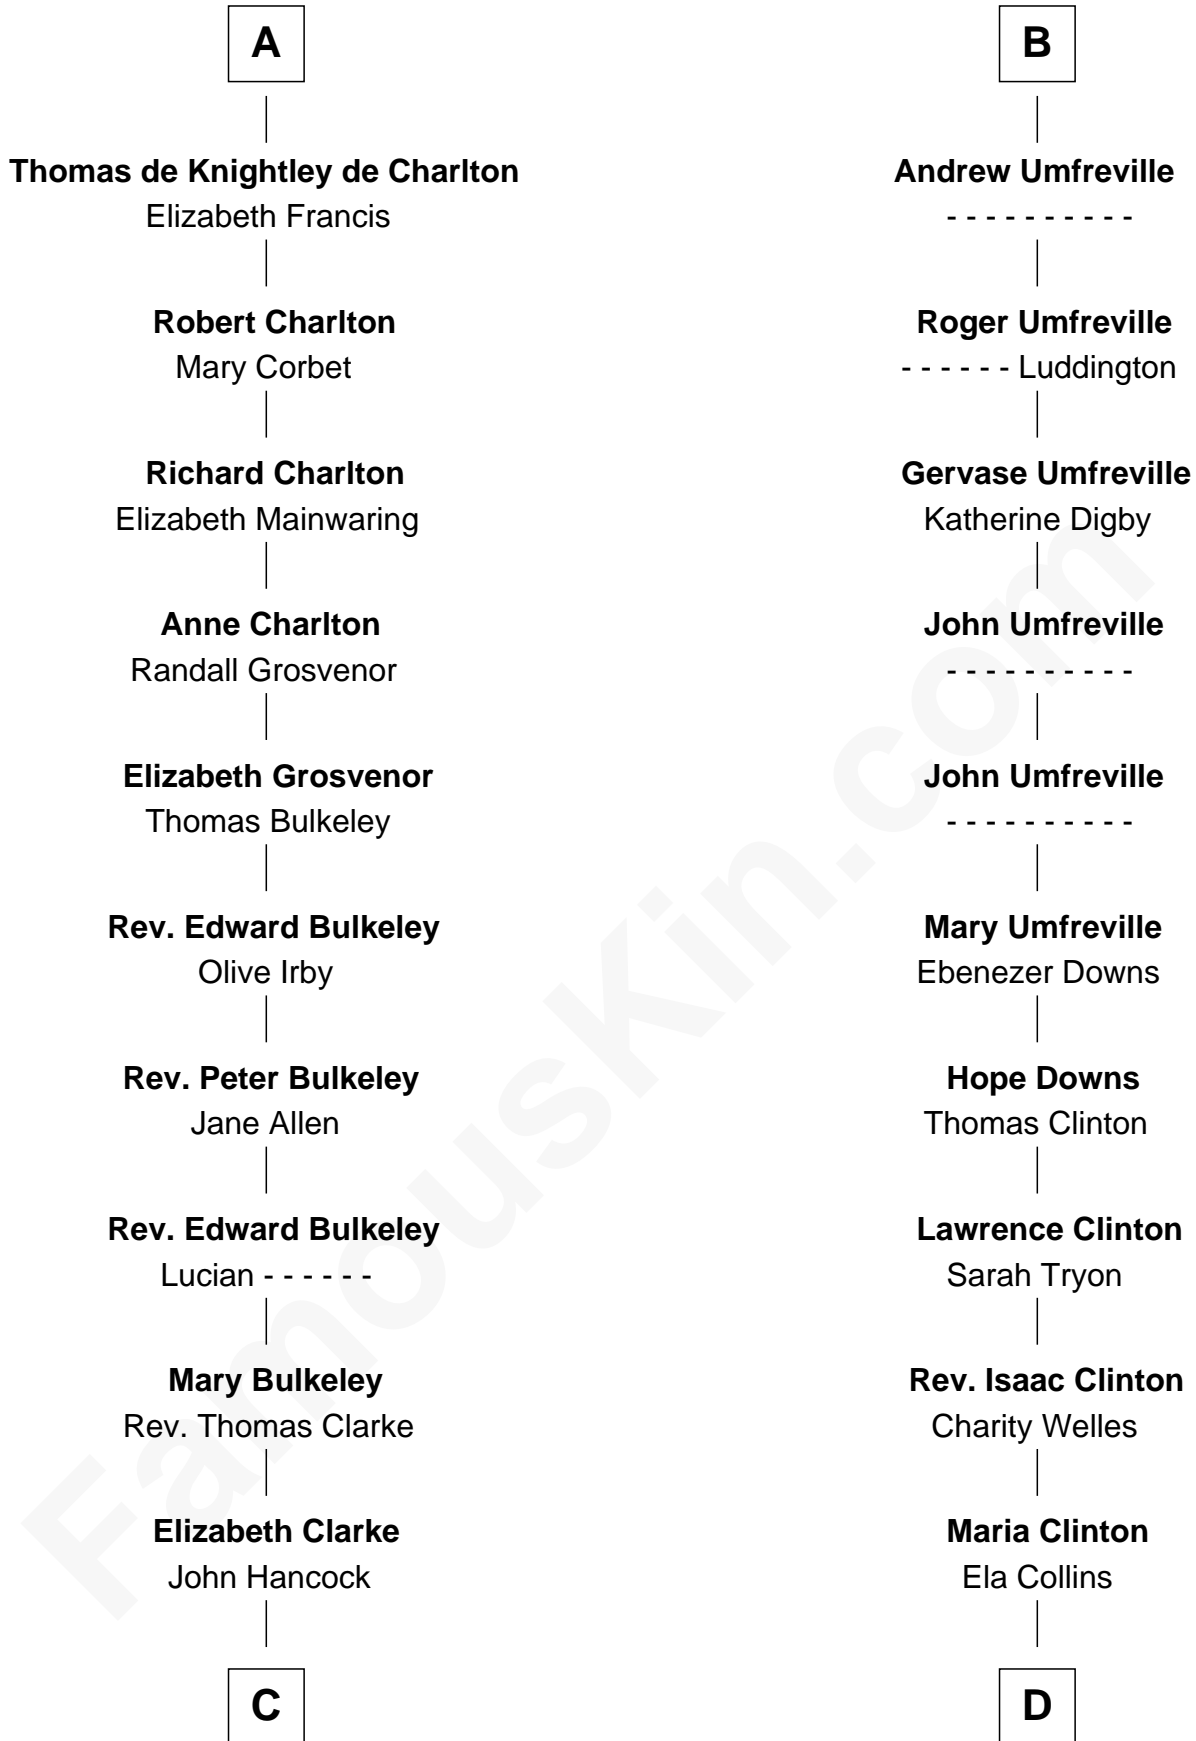 A
Thomas de Knightley de Charlton
Elizabeth Francis
Robert Charlton
Mary Corbet
Richard Charlton
Elizabeth Mainwaring
Anne Charlton
Randall Grosvenor
Elizabeth Grosvenor
Thomas Bulkeley
Rev. Edward Bulkeley
Olive Irby
Rev. Peter Bulkeley
Jane Allen
Rev. Edward Bulkeley
Lucian - - - - - -
Mary Bulkeley
Rev. Thomas Clarke
Elizabeth Clarke
John Hancock
C
B
Andrew Umfreville
- - - - - - - - - -
Roger Umfreville
- - - - - - Luddington
Gervase Umfreville
Katherine Digby
John Umfreville
- - - - - - - - - -
John Umfreville
- - - - - - - - - -
Mary Umfreville
Ebenezer Downs
Hope Downs
Thomas Clinton
Lawrence Clinton
Sarah Tryon
Rev. Isaac Clinton
Charity Welles
Maria Clinton
Ela Collins
D
FamousKin.com